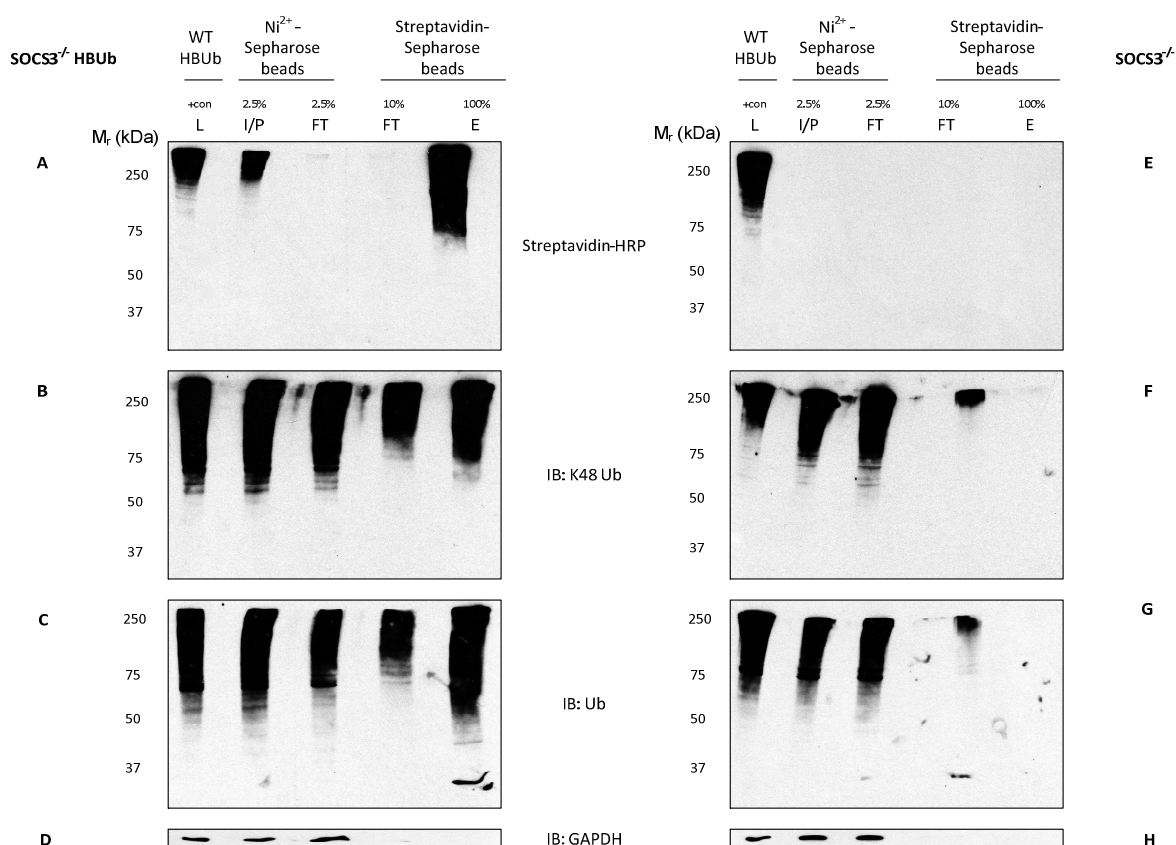 SOCS3-/- HBUb
WT
HBUb
Ni2+ -
Sepharose
beads
Streptavidin-
Sepharose
beads
WT
HBUb
Ni2+ -
Sepharose
beads
Streptavidin-
Sepharose
beads
SOCS3-/-
+con 2.5% 2.5% 10% 100%
Mr (kDa) L I/P FT FT E
+con 2.5% 2.5% 10% 100%
Mr (kDa) L I/P FT FT E
A
250
75
50
37
Streptavidin-HRP
E
250
75
50
37
B
250
75
50
37
IB: K48 Ub
F
250
75
50
37
C
250
75
50
37
IB: Ub
G
250
75
50
37
D
IB: GAPDH
H